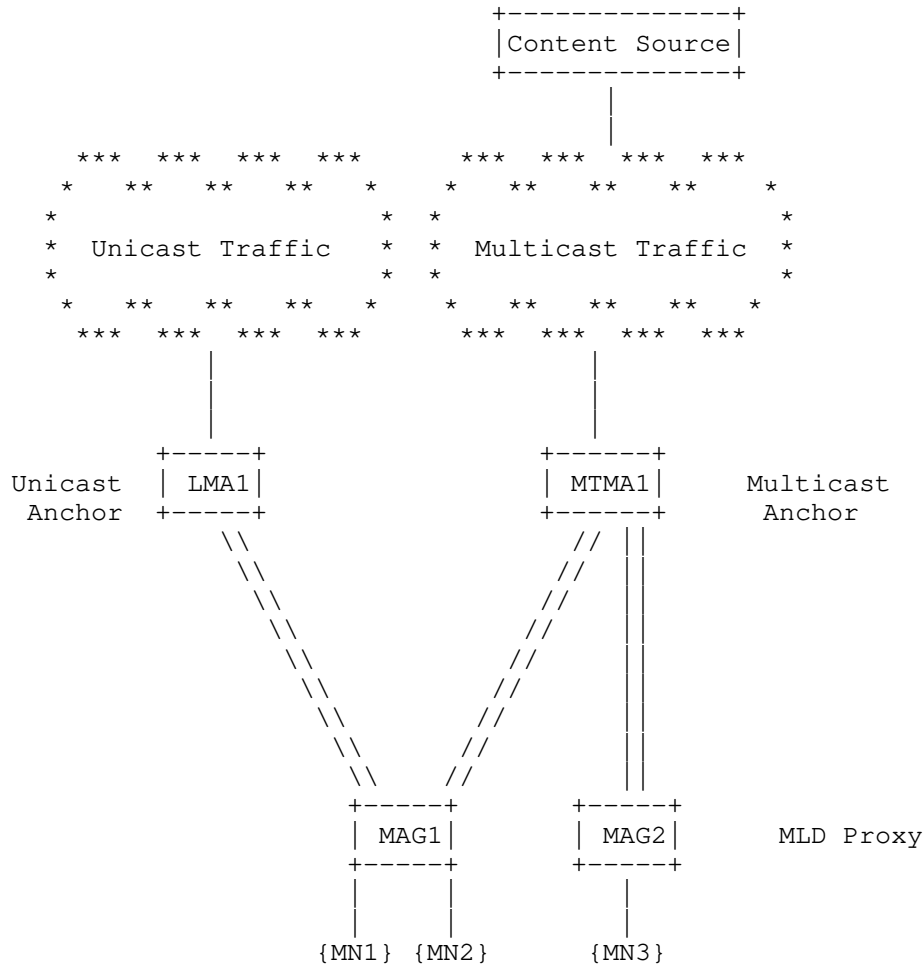 Content Source
Unicast Traffic Multicast Traffic
Unicast LMA1 MTMA1 Multicast
Anchor Anchor
MAG1 MAG2 MLD Proxy
{MN1} {MN2} {MN3}